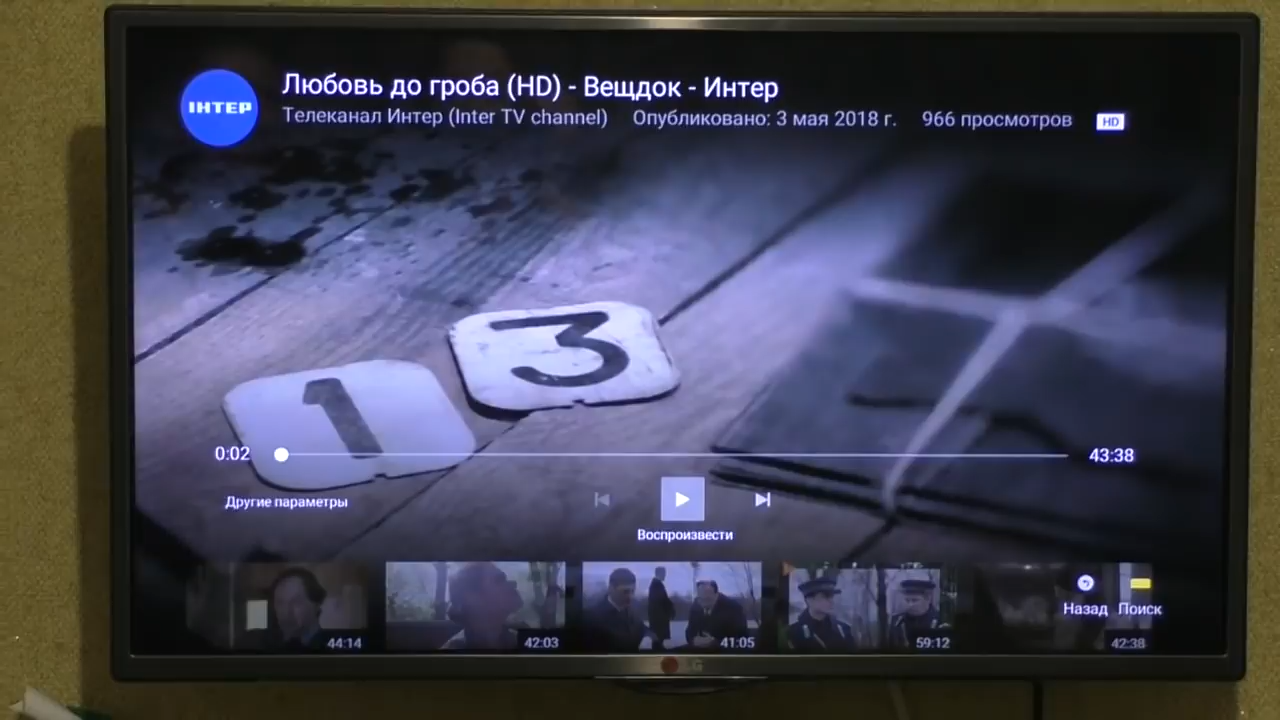 ІНТЕР
Любовь до гроба (HD) - Вещдок - Интер
Телеканал Интер (Inter TV channel) Опубликовано: 3 мая 2018 г. 966 просмотров HD
1 3
0:02 43:38
Другие параметры
Воспроизвести
Назад Поиск
44:14 42:03 41:05 59:12 42:38
LG